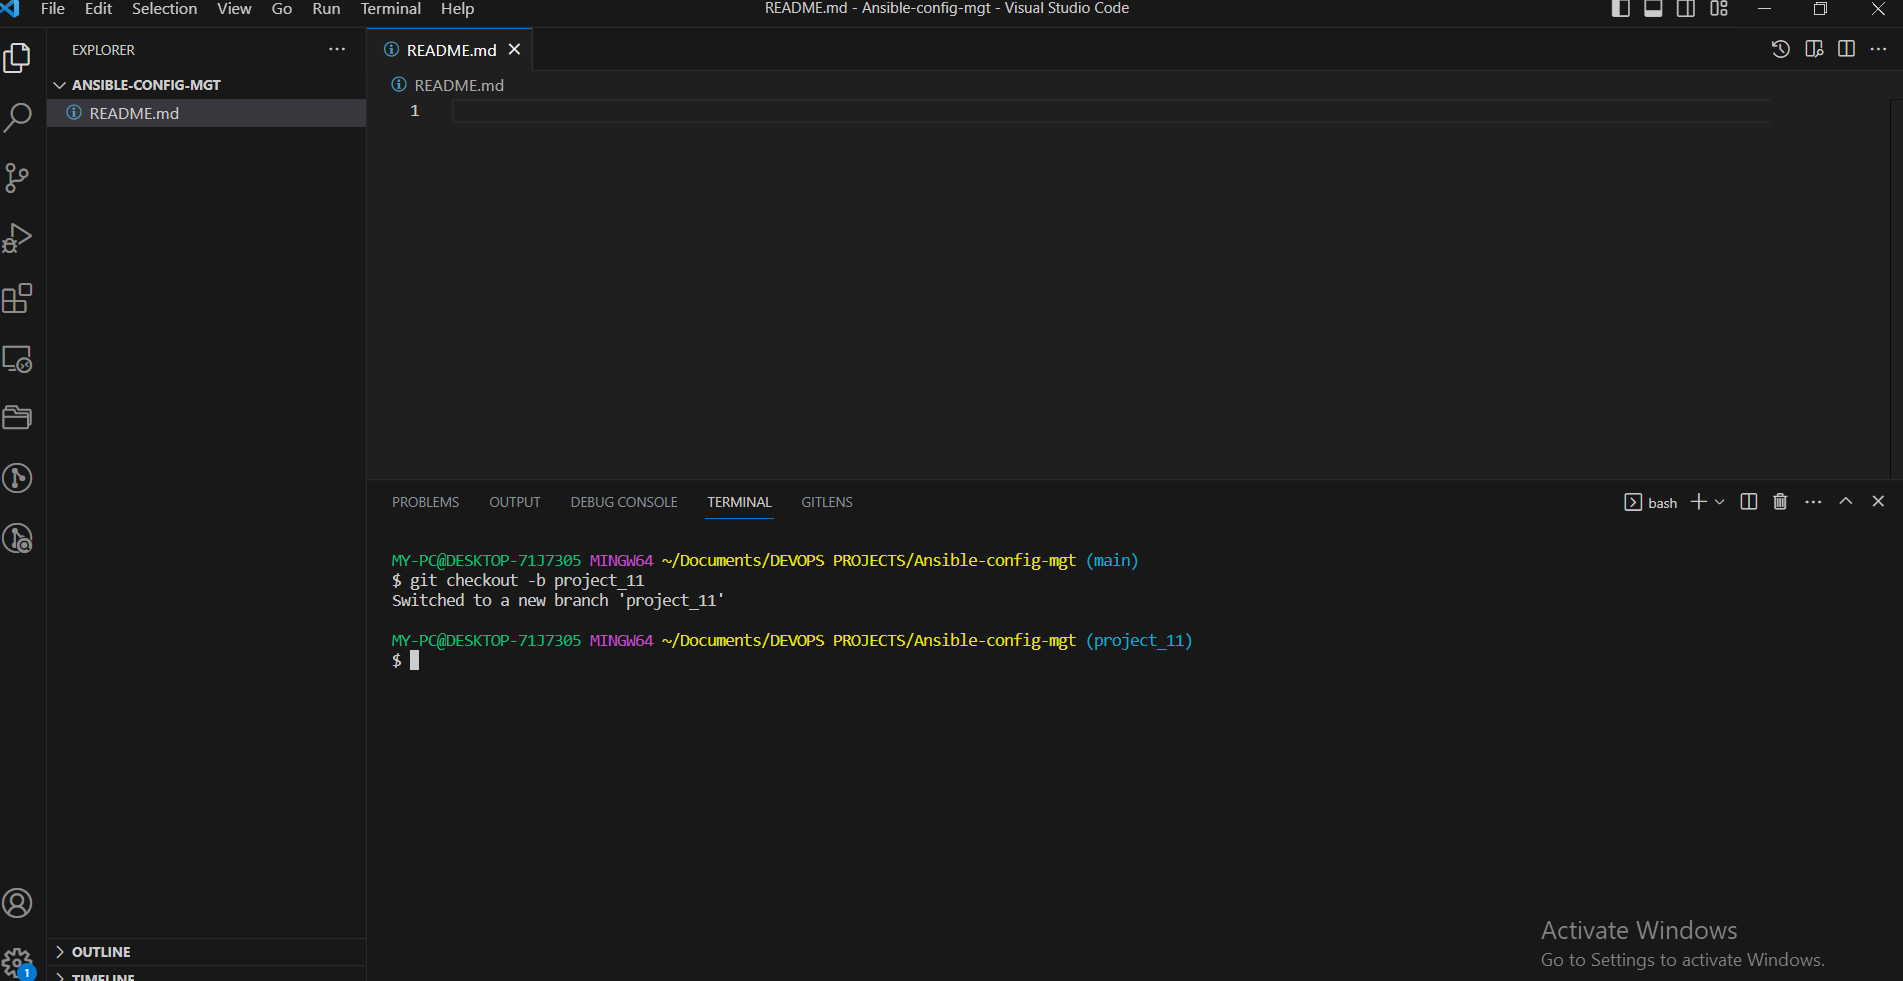 File Edit Selection View Go Run Terminal Help README.md - Ansible-config-mgt - Visual Studio Code
EXPLORER
README.md
ANSIBLE-CONFIG-MGT
README.md
README.md
1
PROBLEMS OUTPUT DEBUG CONSOLE TERMINAL GITLENS
bash
MY-PC@DESKTOP-71J7305 MINGW64 ~/Documents/DEVOPS PROJECTS/Ansible-config-mgt (main)
$ git checkout -b project_11
Switched to a new branch 'project_11'
MY-PC@DESKTOP-71J7305 MINGW64 ~/Documents/DEVOPS PROJECTS/Ansible-config-mgt (project_11)
$
OUTLINE
TIMELINE
1
Activate Windows
Go to Settings to activate Windows.